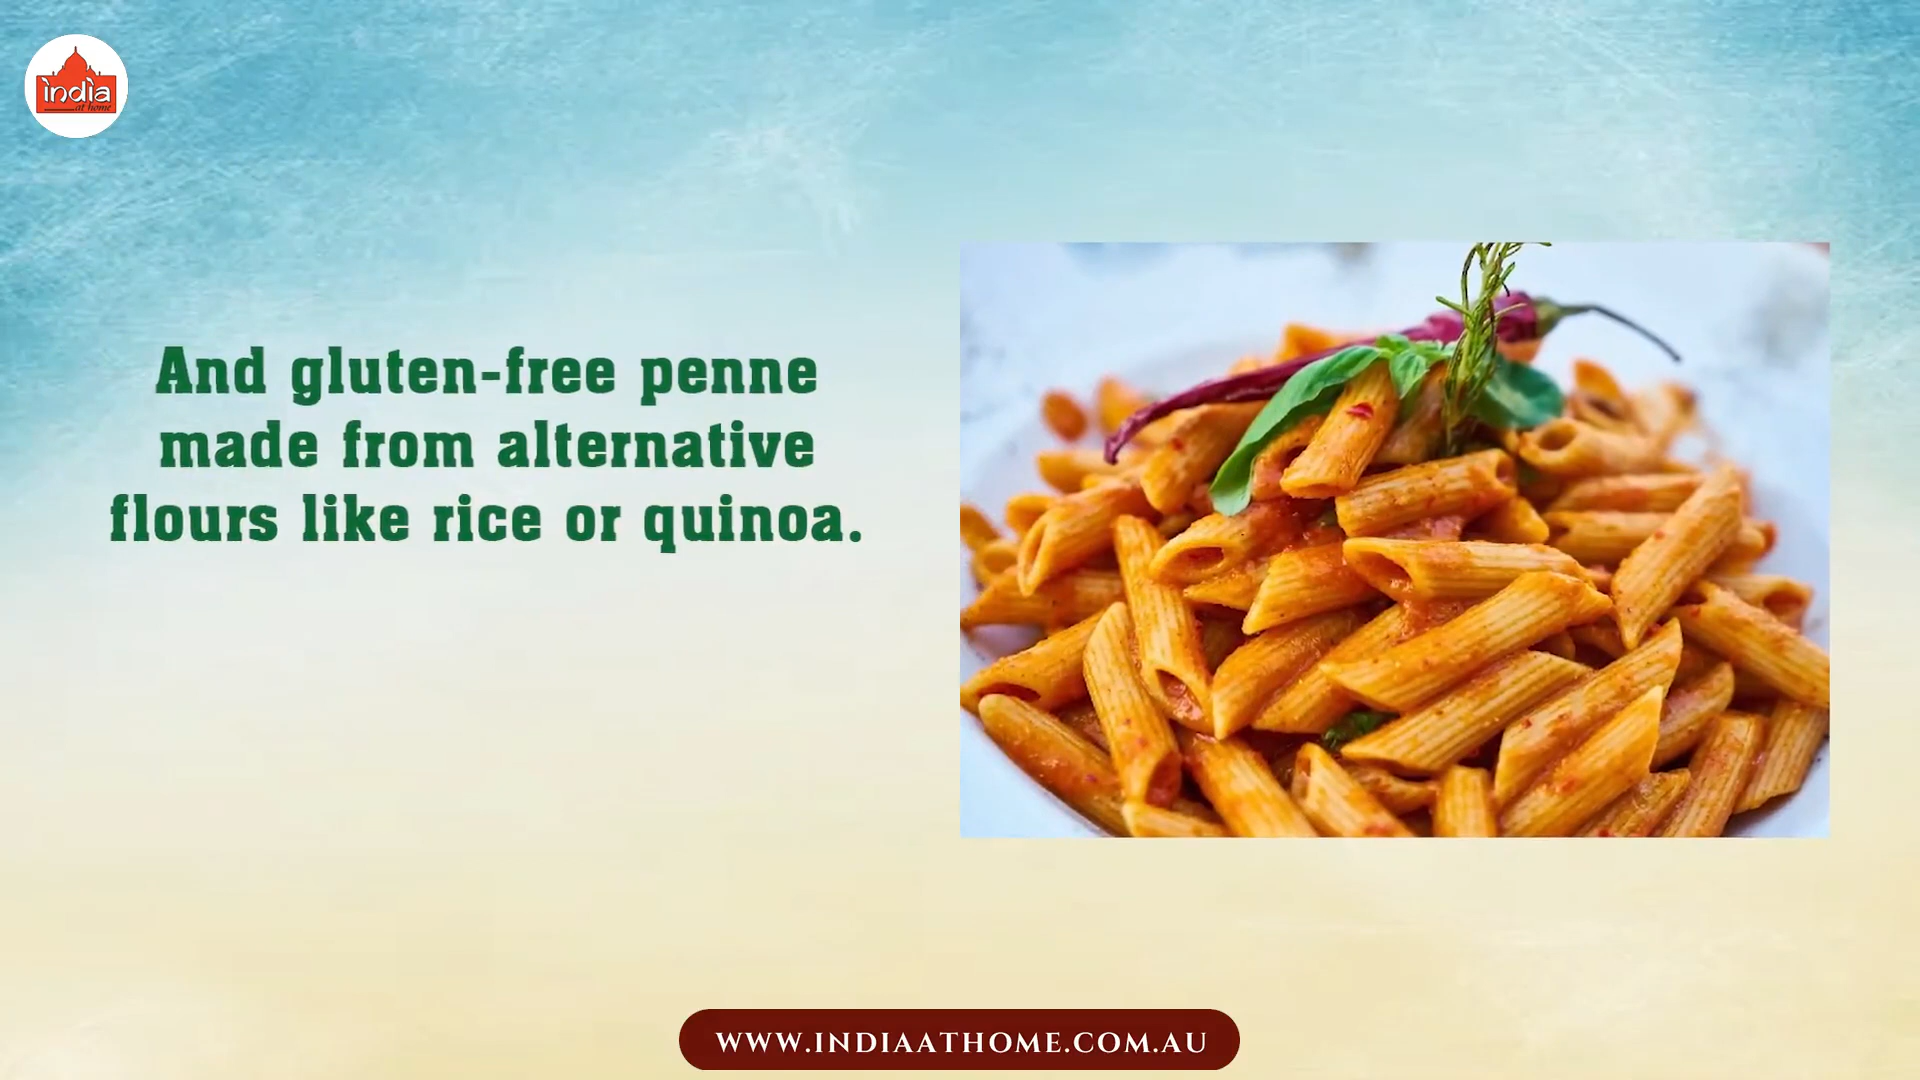 india
at home
And gluten-free penne
made from alternative
flours like rice or quinoa.
WWW.INDIAATHOME.COM.AU